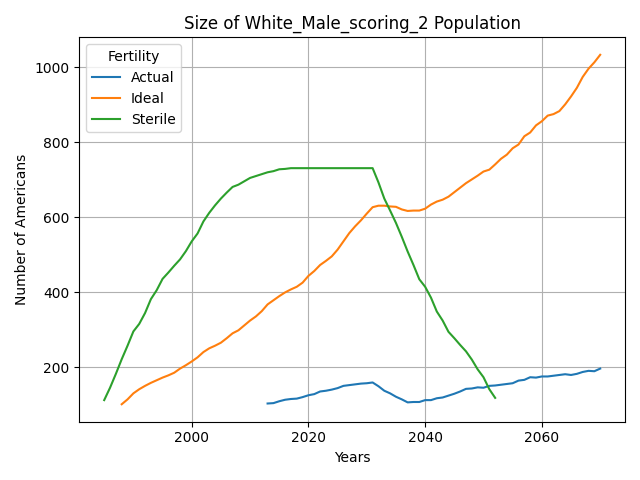 Size of White_Male_scoring_2 Population
Fertility
Actual
Ideal
Sterile
Number of Americans
1000
800
600
400
200
2000
2020
2040
2060
Years